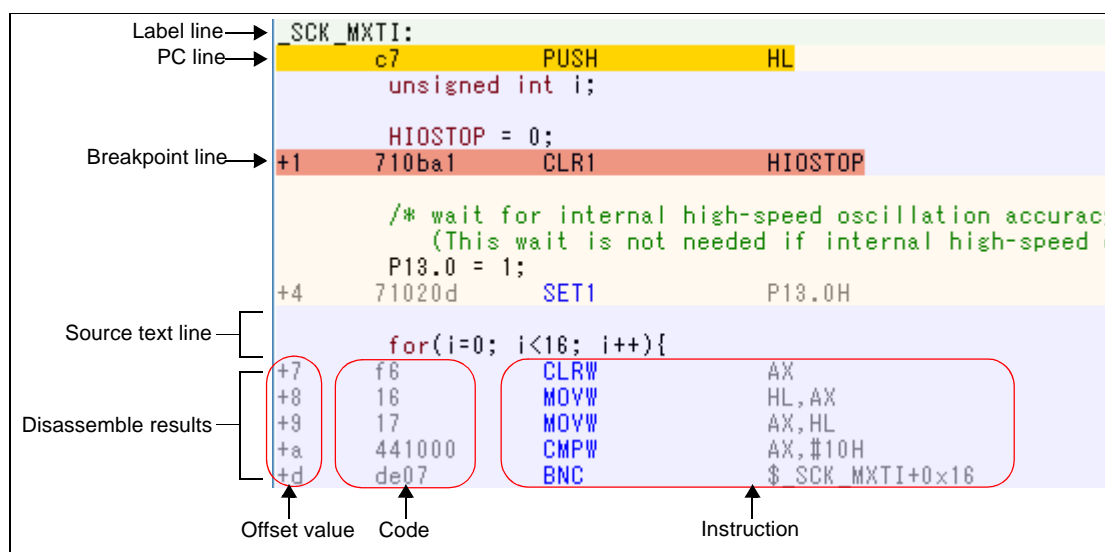 Label line
_SCK_MXTI:
PC line
c7 PUSH HL
unsigned int i;
HIOSTOP = 0;
Breakpoint line
+1 710ba1 CLR1 HIOSTOP
/* wait for internal high-speed oscillation accurac
(This wait is not needed if internal high-speed
P13.0 = 1;
+4 71020d SET1 P13.0H
Source text line
for(i=0; i<16; i++){
Disassemble results
+7 f6 CLRW AX
+8 16 MOVW HL,AX
+9 17 MOVW AX,HL
+a 441000 CMPW AX,#10H
+d de07 BNC $_SCK_MXTI+0x16
Offset value Code Instruction